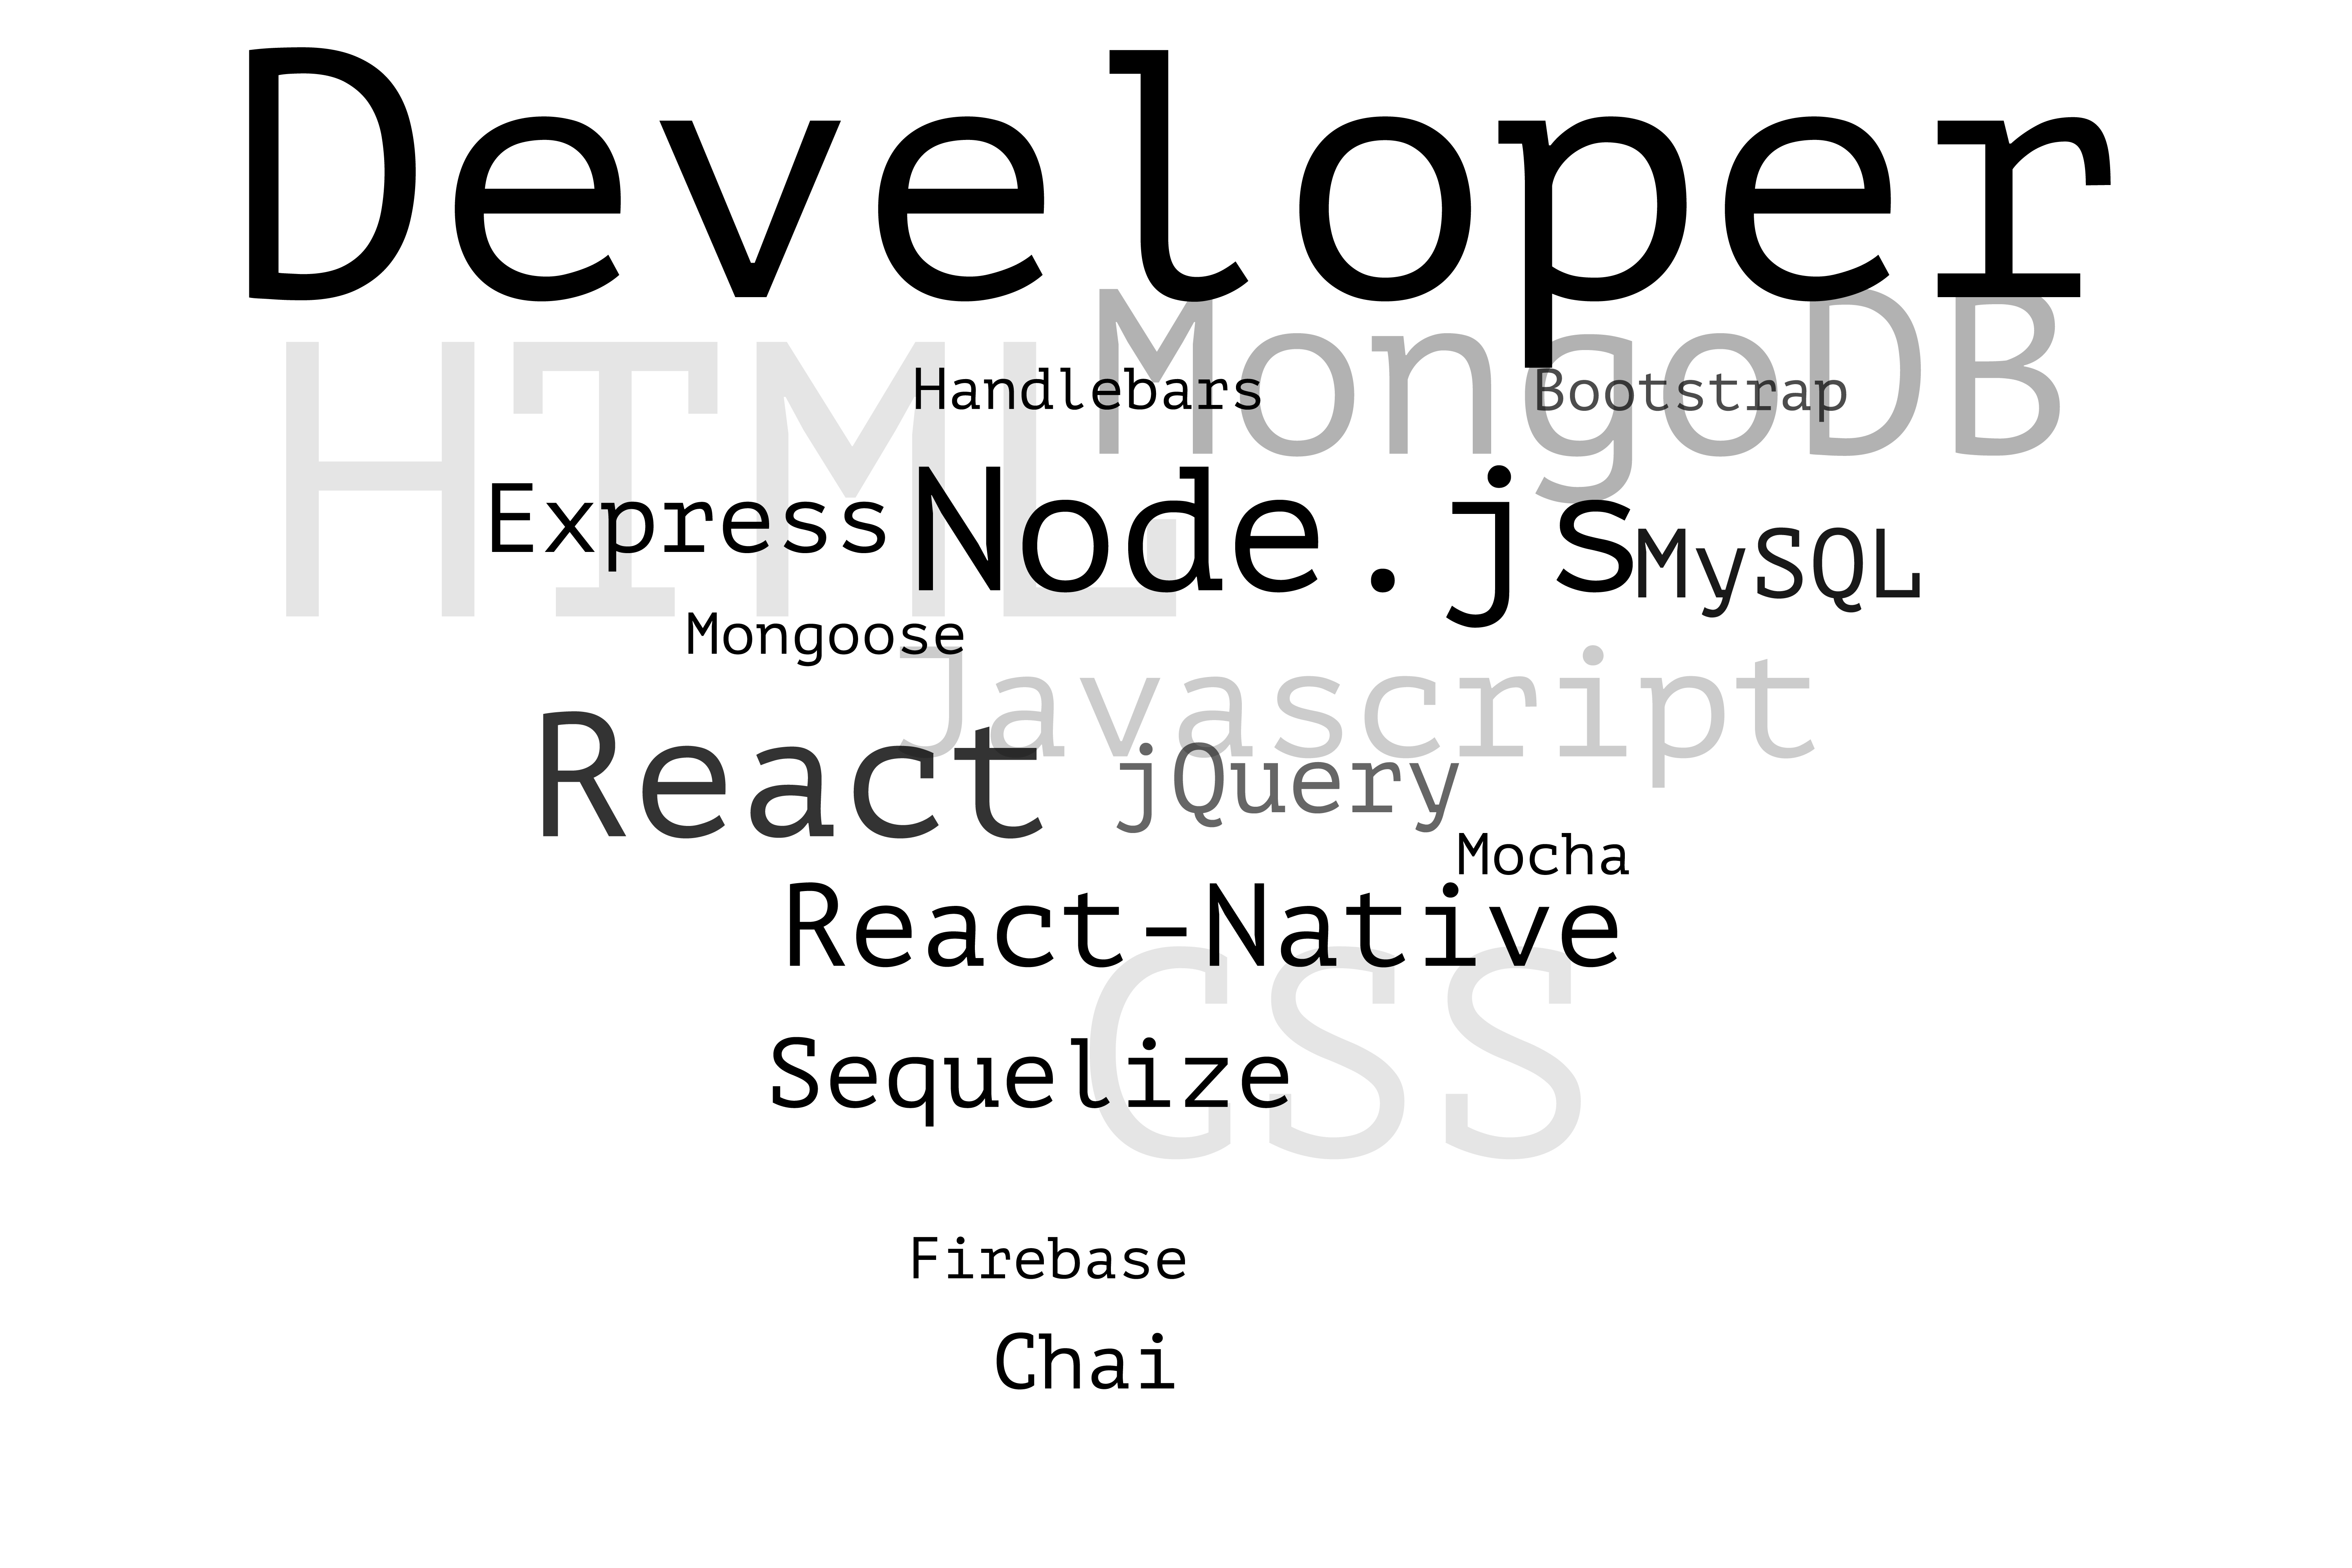 Developer
HTML
MongoDB
Handlebars
Bootstrap
Express
Node.js
MySQL
Mongoose
Javascript
React
jQuery
Mocha
React-Native
CSS
Sequelize
Firebase
Chai